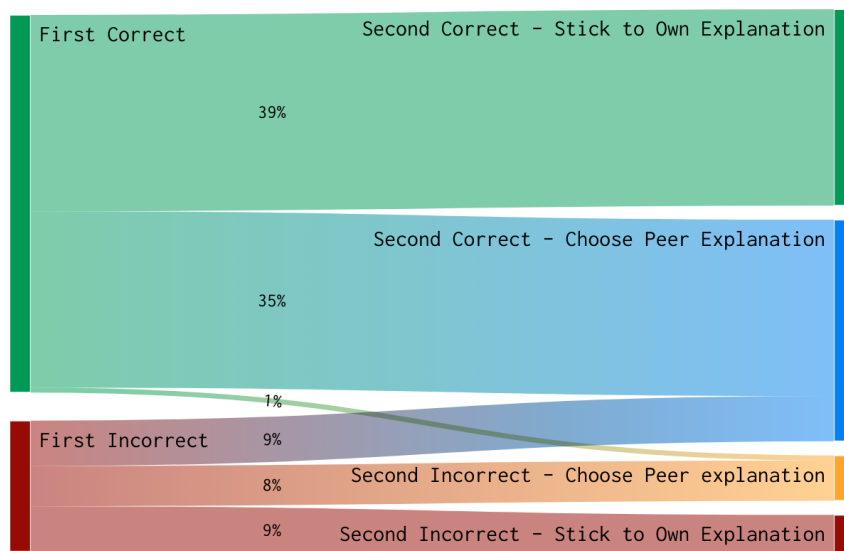 First Correct
Second Correct – Stick to Own Explanation
39%
Second Correct – Choose Peer Explanation
35%
1%
First Incorrect
9%
Second Incorrect – Choose Peer explanation
8%
Second Incorrect – Stick to Own Explanation
9%